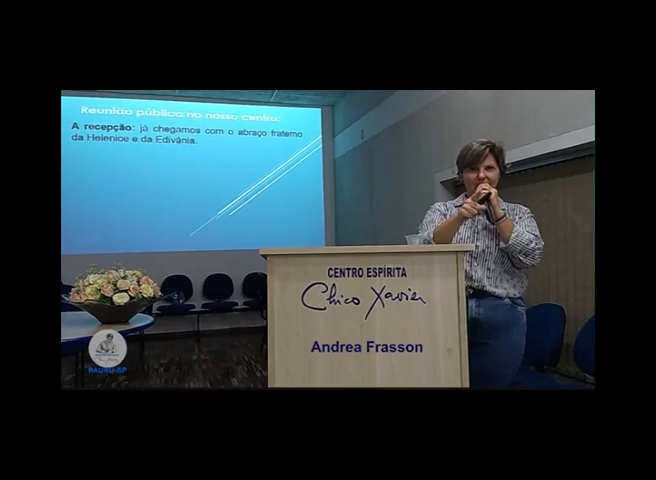 Reunião pública no nosso centro:
A recepção: já chegamos com o abraço fraterno
da Helenice e da Edivânia.
CENTRO ESPÍRITA
Chico Xavier
Andrea Frasson
BAURU-SP